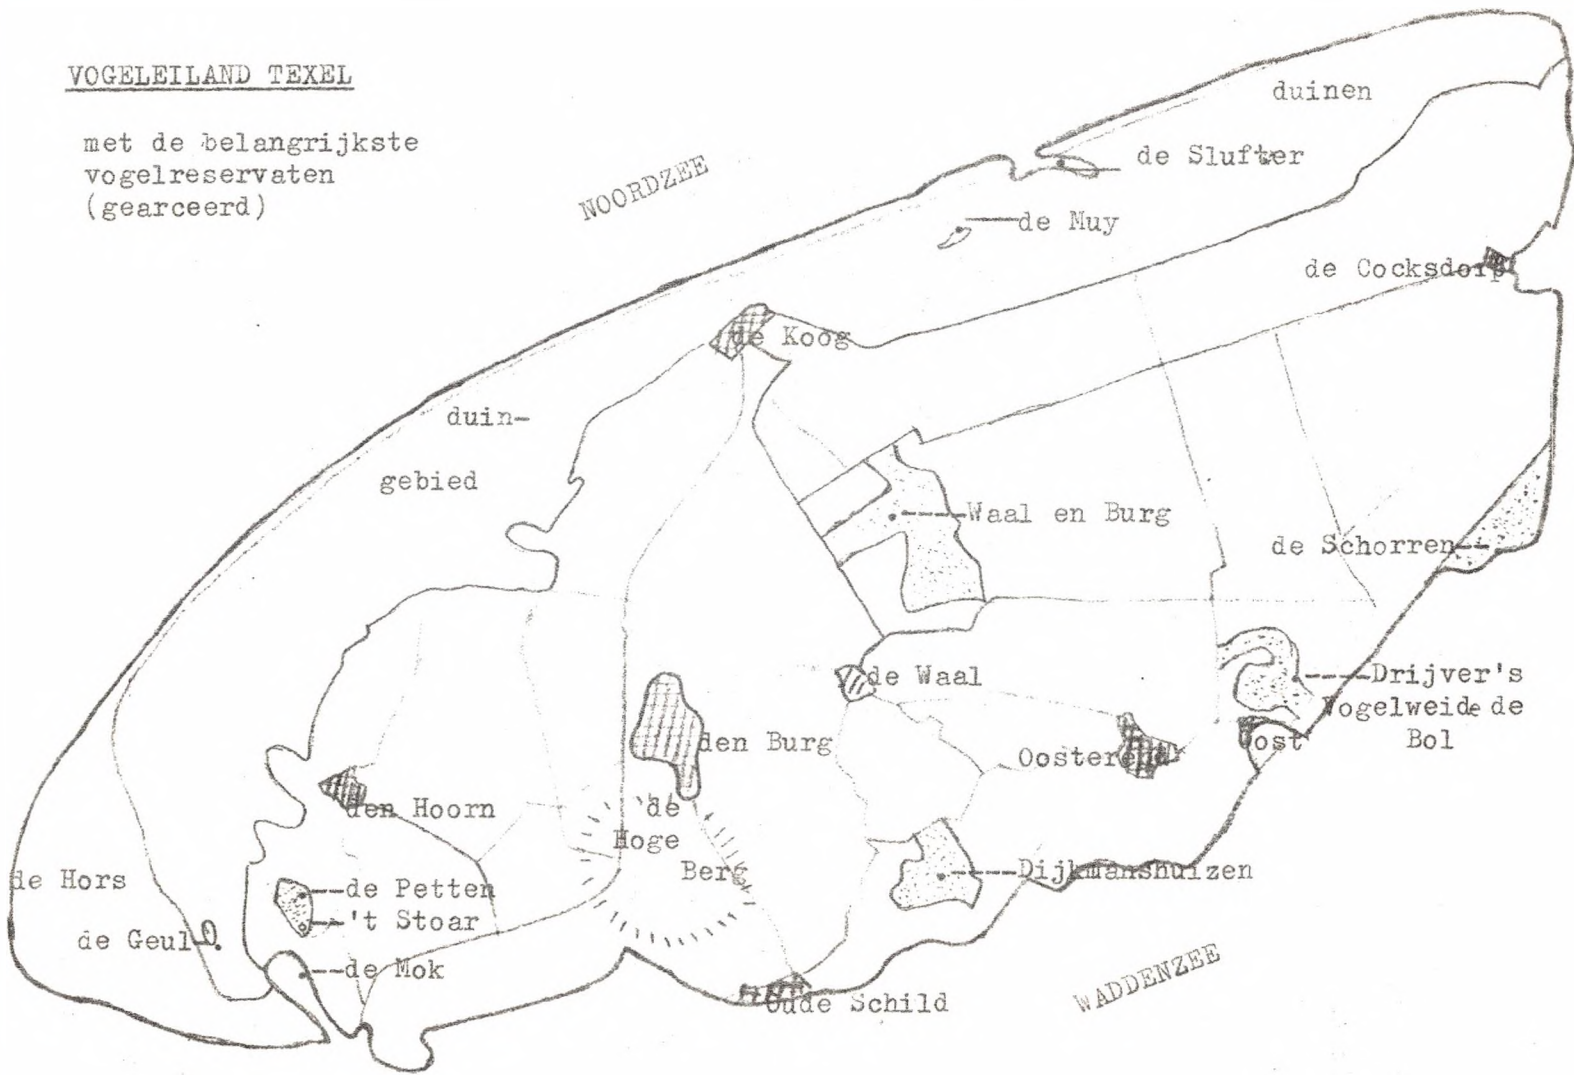 VOGELEILAND TEXEL
met de belangrijkste
vogelreservaten
(gearceerd)
NOORDZEE
duinen
de Slufter
de Muy
de Cocksdorp
de Koog
duin-
gebied
Waal en Burg
de Schorren
de Waal
Drijver's
Vogelweide de
Bol
den Burg
Oosterend
Oost
den Hoorn
de
Hoge
Berg
Dijkmanshuizen
de Hors
de Petten
't Stoar
de Geul
de Mok
Oude Schild
WADDENZEE